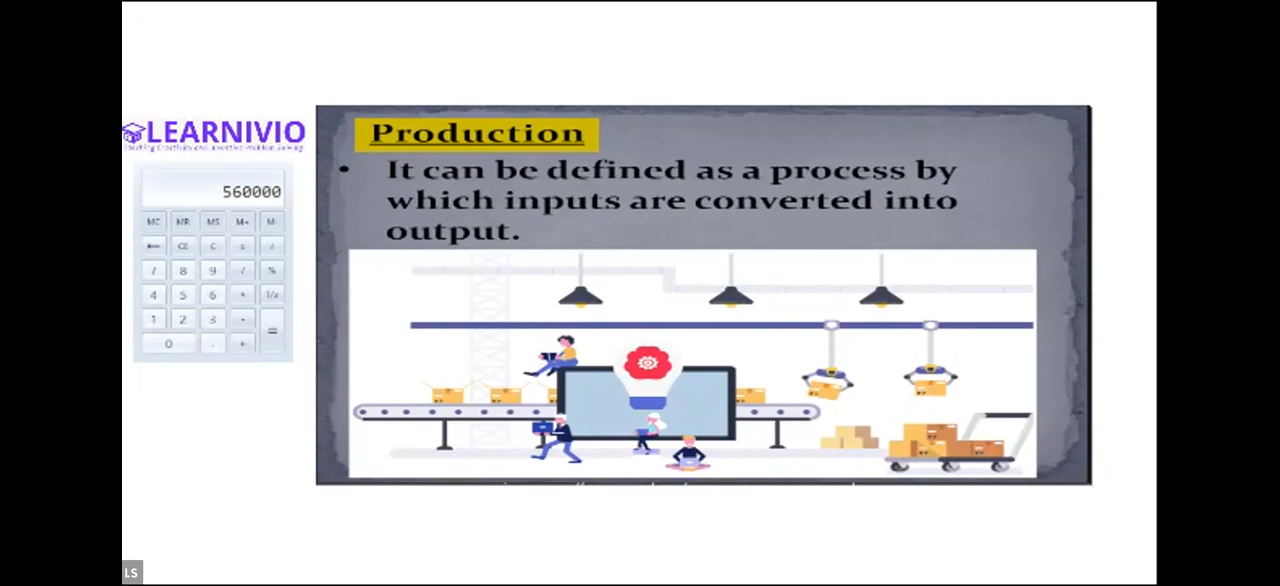 LEARNIVIO
560000
MC MR MS M+ M-
CE C ±
7 8 9 / %
4 5 6 1/x
1 2 3 - =
0 . +
Production
• It can be defined as a process by
which inputs are converted into
output.
LS